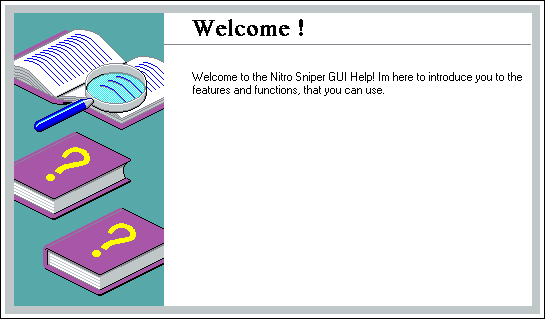 Welcome !
Welcome to the Nitro Sniper GUI Help! Im here to introduce you to the
features and functions, that you can use.
?
?